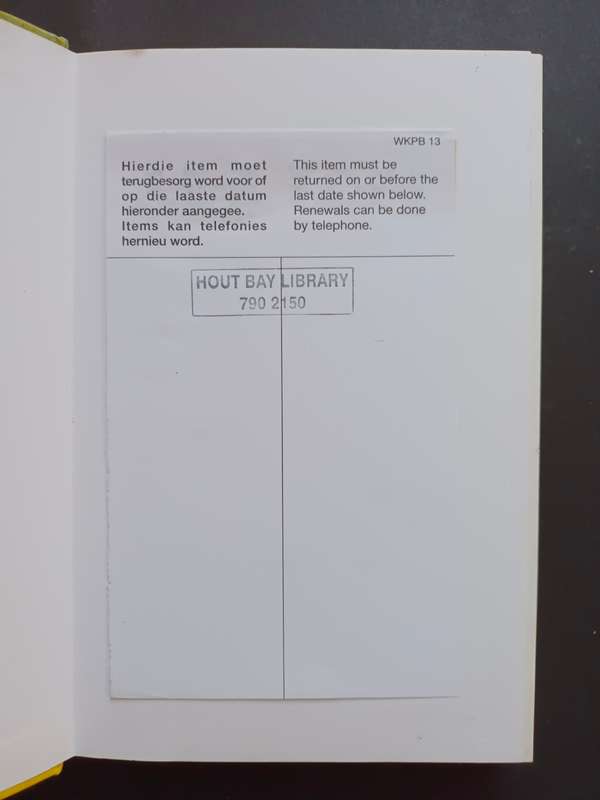 WKPB 13
Hierdie item moet
terugbesorg word voor of
op die laaste datum
hieronder aangegee.
Items kan telefonies
hernieu word.
This item must be
returned on or before the
last date shown below.
Renewals can be done
by telephone.
HOUT BAY LIBRARY
790 2150